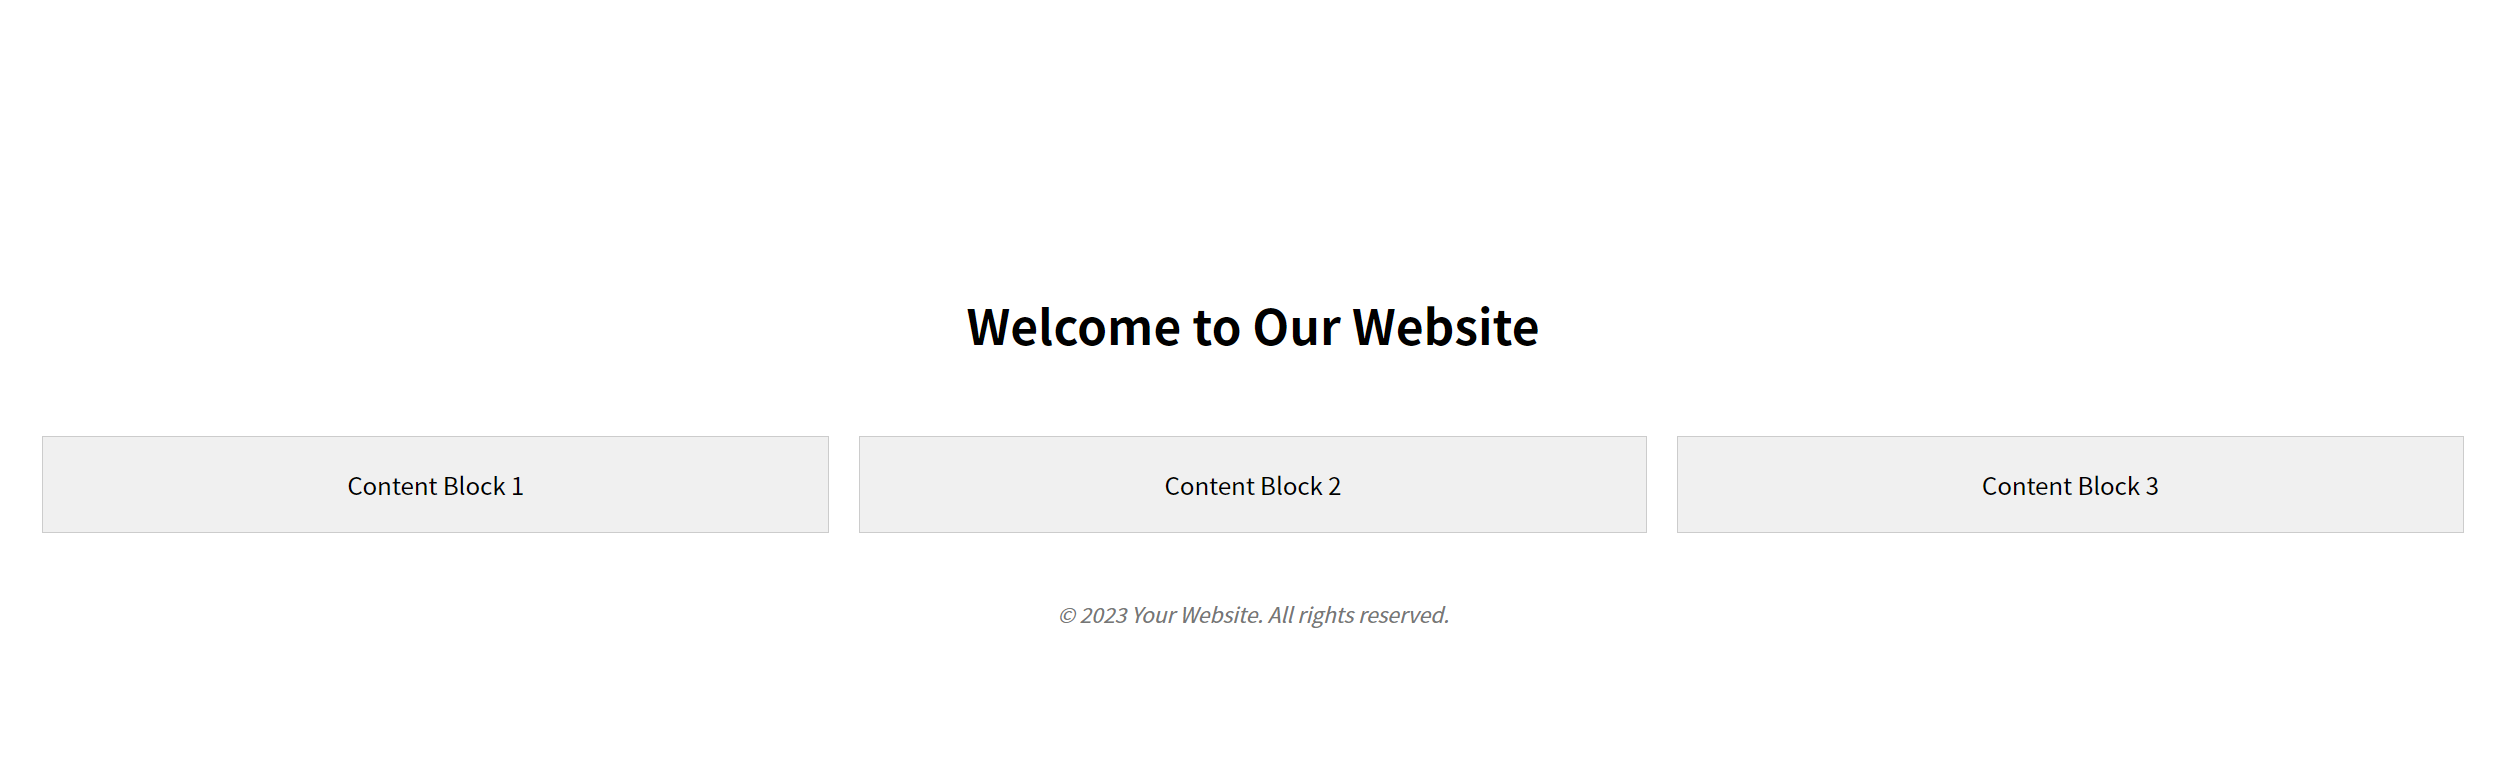 Welcome to Our Website
Content Block 1
Content Block 2
Content Block 3
© 2023 Your Website. All rights reserved.